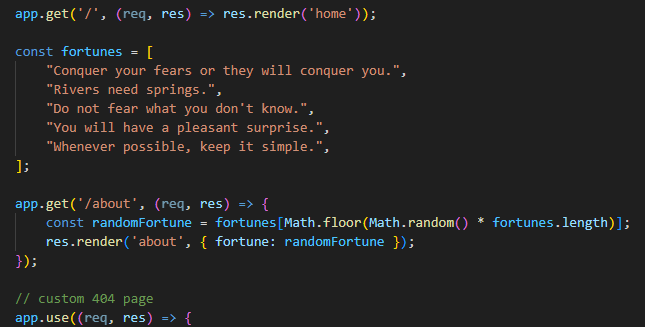 app.get('/', (req, res) => res.render('home'));
const fortunes = [
    "Conquer your fears or they will conquer you.",
    "Rivers need springs.",
    "Do not fear what you don't know.",
    "You will have a pleasant surprise.",
    "Whenever possible, keep it simple.",
];
app.get('/about', (req, res) => {
    const randomFortune = fortunes[Math.floor(Math.random() * fortunes.length)];
    res.render('about', { fortune: randomFortune });
});
// custom 404 page
app.use((req, res) => {